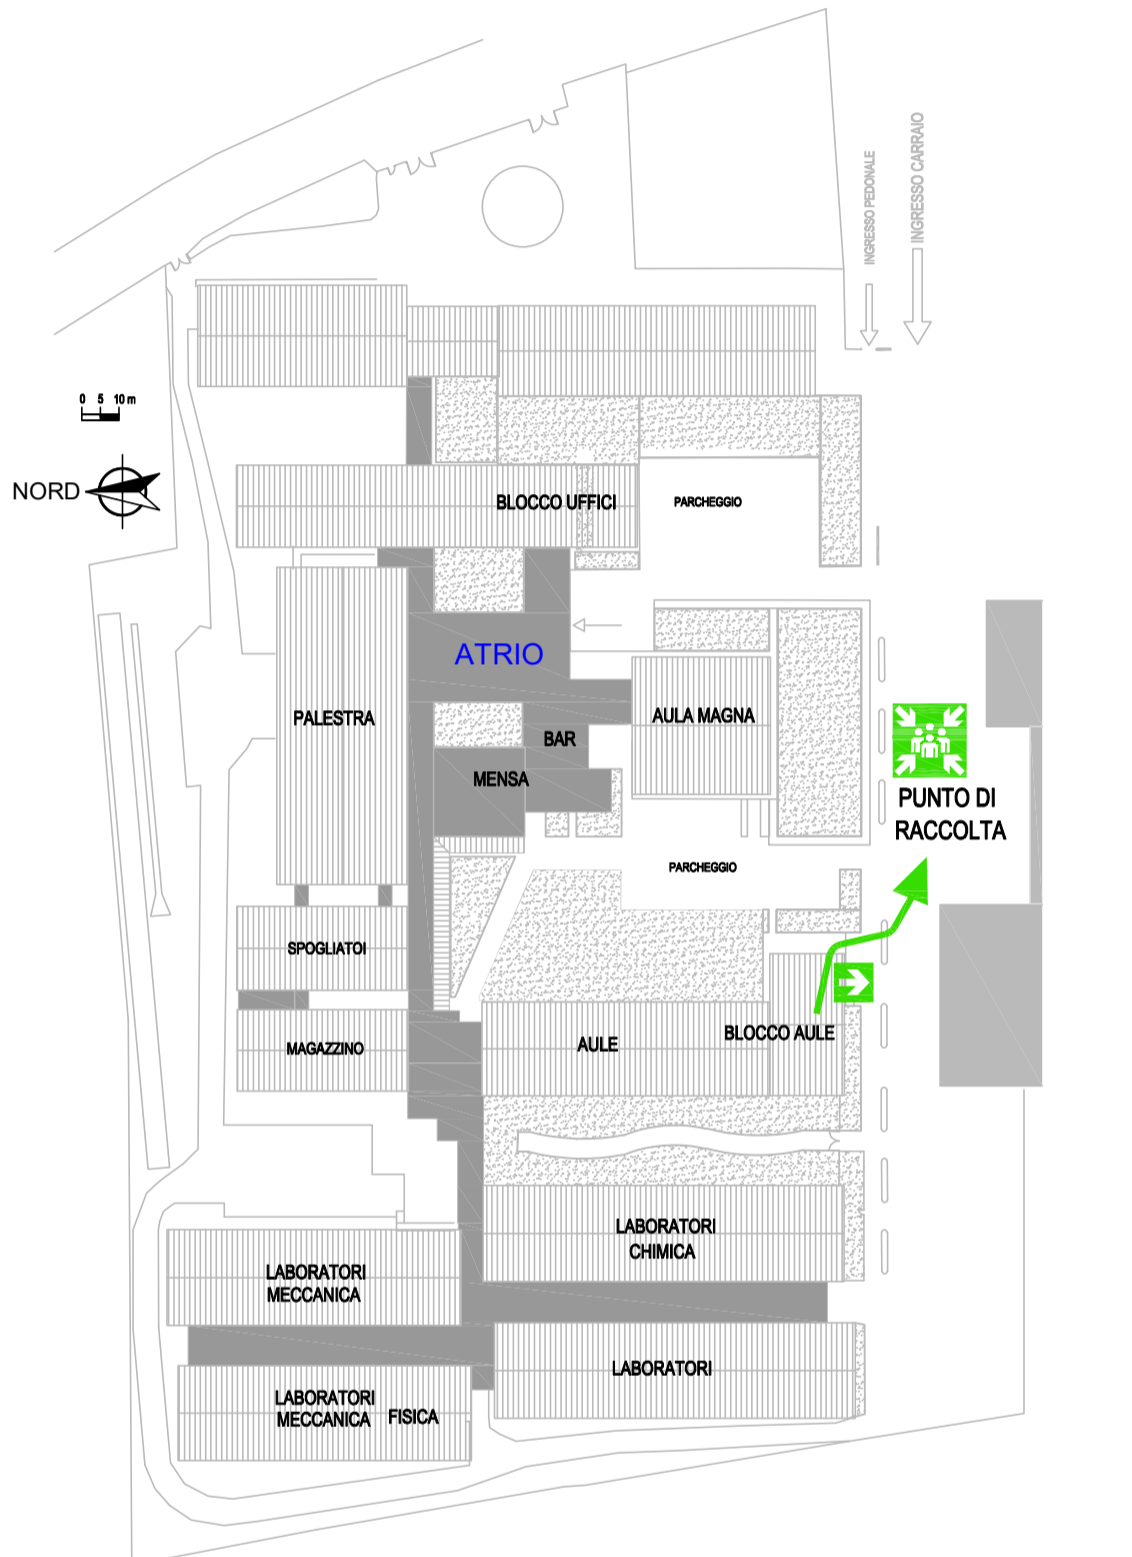 INGRESSO PEDONALE
INGRESSO CARRAIO
0 5 10 m
NORD
BLOCCO UFFICI
PARCHEGGIO
ATRIO
PALESTRA
AULA MAGNA
BAR
MENSA
PUNTO DI
RACCOLTA
PARCHEGGIO
SPOGLIATOI
BLOCCO AULE
AULE
MAGAZZINO
LABORATORI
CHIMICA
LABORATORI
MECCANICA
LABORATORI
LABORATORI
MECCANICA FISICA